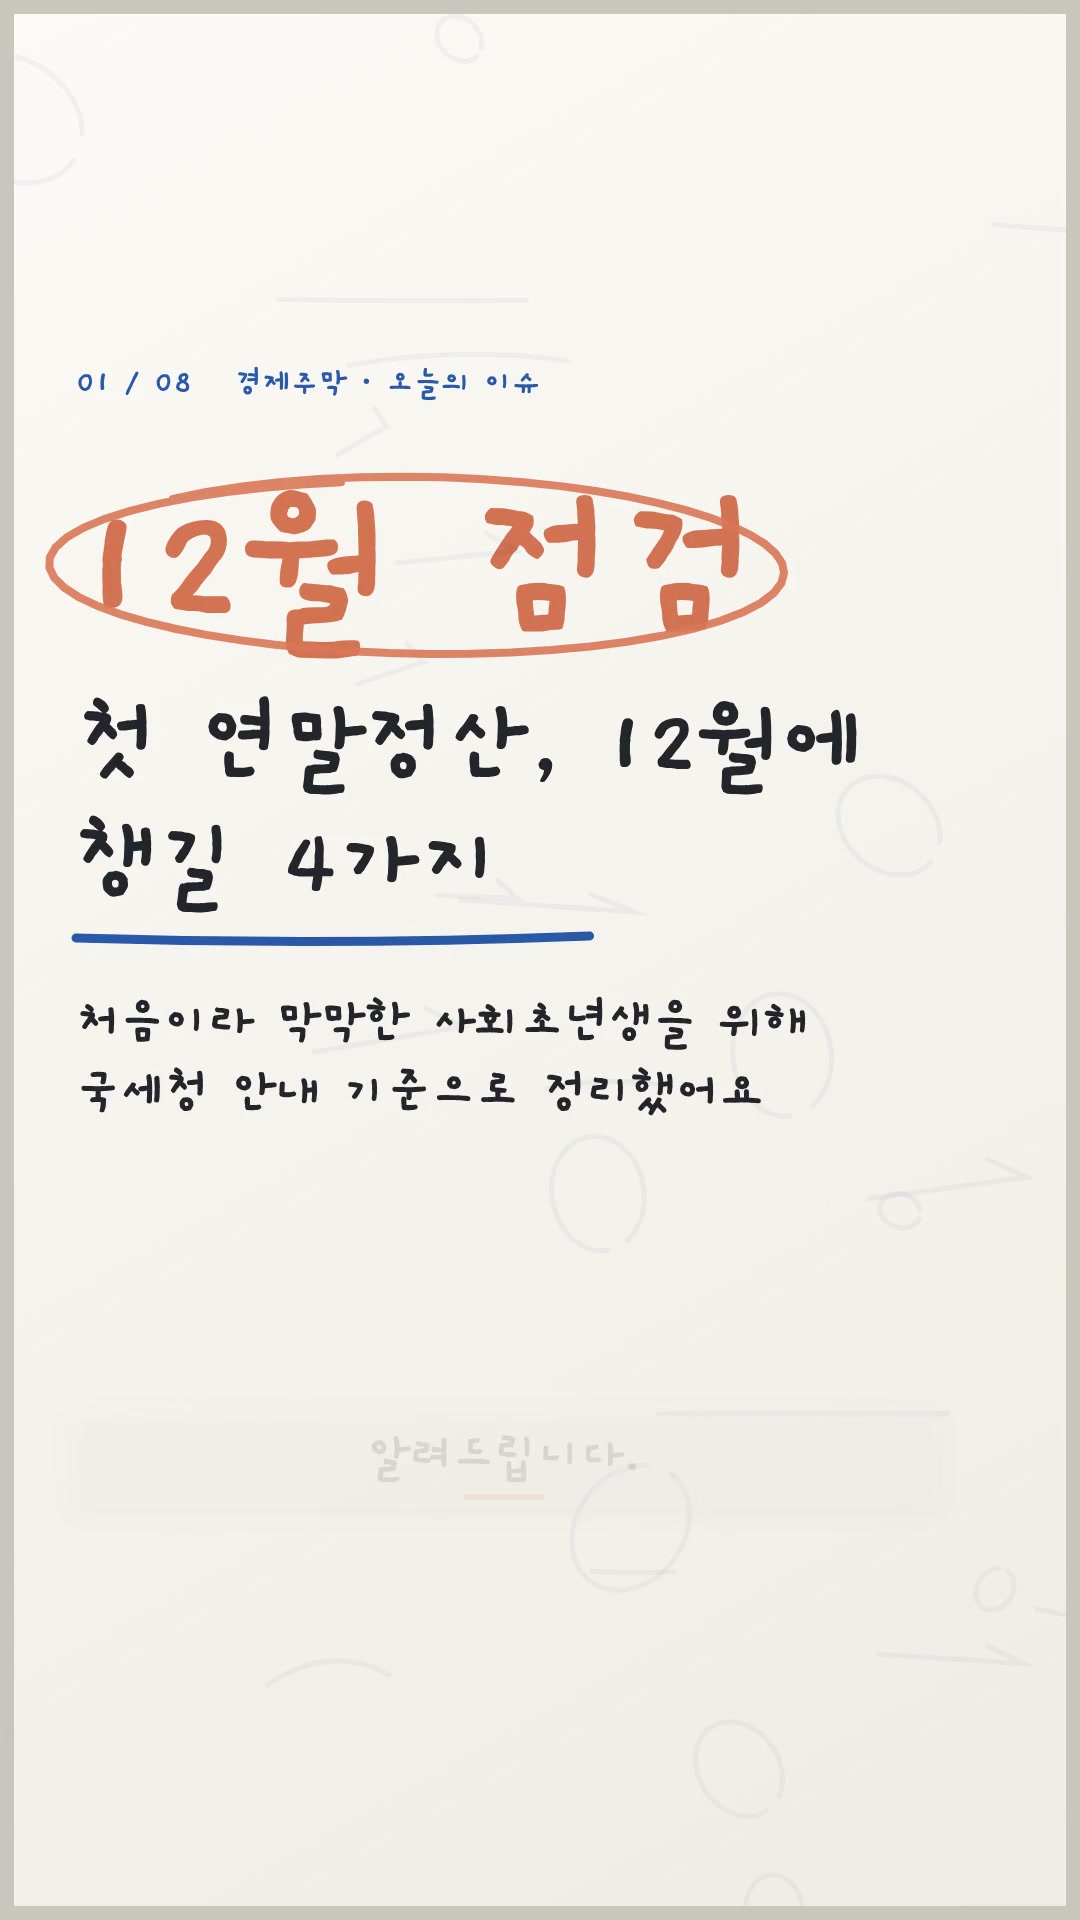 01 / 08 경제주막 · 오늘의 이슈
12월 점검
첫 연말정산, 12월에
챙길 4가지
처음이라 막막한 사회초년생을 위해
국세청 안내 기준으로 정리했어요
알려드립니다.